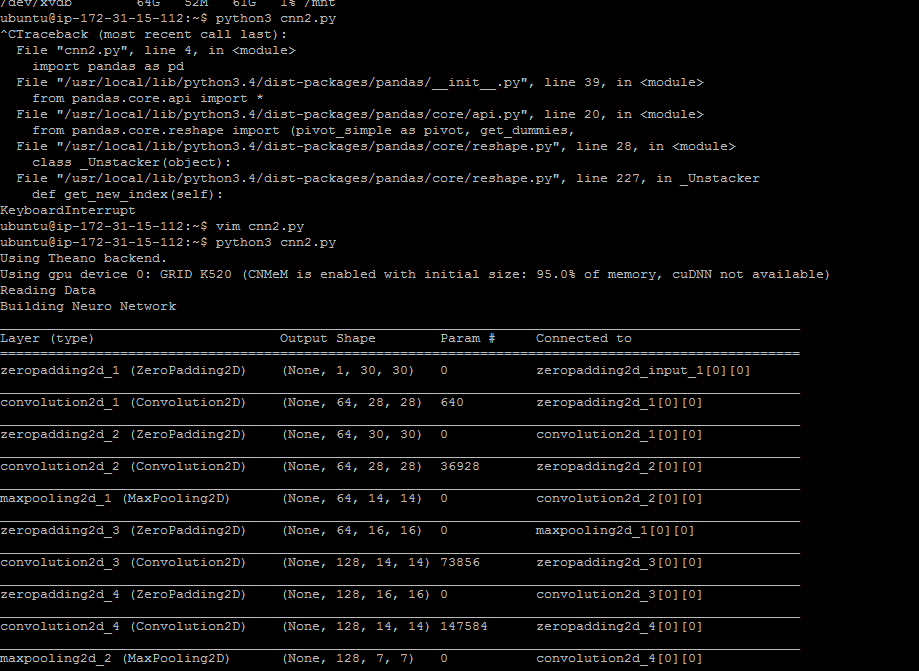 /dev/xvdb        64G   52M   61G   1% /mnt
ubuntu@ip-172-31-15-112:~$ python3 cnn2.py
^CTraceback (most recent call last):
  File "cnn2.py", line 4, in <module>
    import pandas as pd
  File "/usr/local/lib/python3.4/dist-packages/pandas/__init__.py", line 39, in <module>
    from pandas.core.api import *
  File "/usr/local/lib/python3.4/dist-packages/pandas/core/api.py", line 20, in <module>
    from pandas.core.reshape import (pivot_simple as pivot, get_dummies,
  File "/usr/local/lib/python3.4/dist-packages/pandas/core/reshape.py", line 28, in <module>
    class _Unstacker(object):
  File "/usr/local/lib/python3.4/dist-packages/pandas/core/reshape.py", line 227, in _Unstacker
    def get_new_index(self):
KeyboardInterrupt
ubuntu@ip-172-31-15-112:~$ vim cnn2.py
ubuntu@ip-172-31-15-112:~$ python3 cnn2.py
Using Theano backend.
Using gpu device 0: GRID K520 (CNMeM is enabled with initial size: 95.0% of memory, cuDNN not available)
Reading Data
Building Neuro Network
Layer (type)                       Output Shape        Param #     Connected to
zeropadding2d_1 (ZeroPadding2D)    (None, 1, 30, 30)   0           zeropadding2d_input_1[0][0]
convolution2d_1 (Convolution2D)    (None, 64, 28, 28)  640         zeropadding2d_1[0][0]
zeropadding2d_2 (ZeroPadding2D)    (None, 64, 30, 30)  0           convolution2d_1[0][0]
convolution2d_2 (Convolution2D)    (None, 64, 28, 28)  36928       zeropadding2d_2[0][0]
maxpooling2d_1 (MaxPooling2D)      (None, 64, 14, 14)  0           convolution2d_2[0][0]
zeropadding2d_3 (ZeroPadding2D)    (None, 64, 16, 16)  0           maxpooling2d_1[0][0]
convolution2d_3 (Convolution2D)    (None, 128, 14, 14) 73856       zeropadding2d_3[0][0]
zeropadding2d_4 (ZeroPadding2D)    (None, 128, 16, 16) 0           convolution2d_3[0][0]
convolution2d_4 (Convolution2D)    (None, 128, 14, 14) 147584      zeropadding2d_4[0][0]
maxpooling2d_2 (MaxPooling2D)      (None, 128, 7, 7)   0           convolution2d_4[0][0]